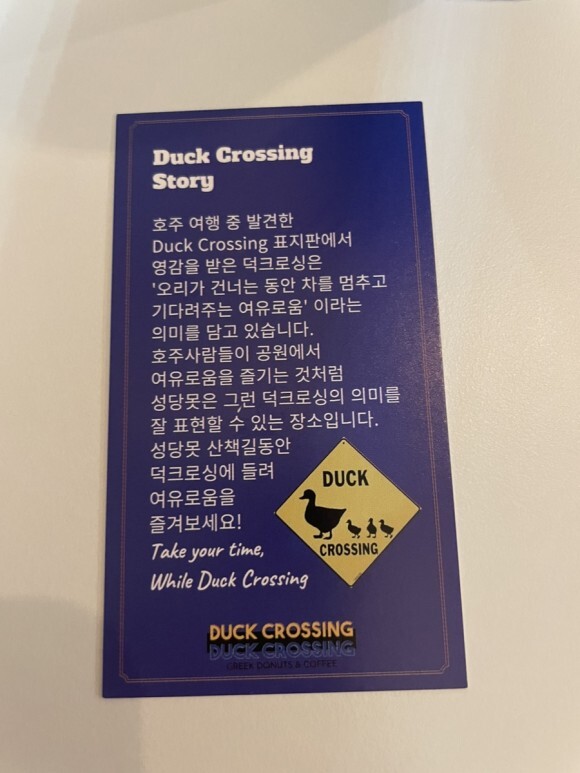 Duck Crossing
Story
호주 여행 중 발견한
Duck Crossing 표지판에서
영감을 받은 덕크로싱은
'오리가 건너는 동안 차를 멈추고
기다려주는 여유로움' 이라는
의미를 담고 있습니다.
호주사람들이 공원에서
여유로움을 즐기는 것처럼
성당못은 그런 덕크로싱의 의미를
잘 표현할 수 있는 장소입니다.
성당못 산책길동안
덕크로싱에 들려
여유로움을
즐겨보세요!
Take your time,
While Duck Crossing
DUCK
CROSSING
DUCK CROSSING
DUCK CROSSING
GREEK DONUTS & COFFEE